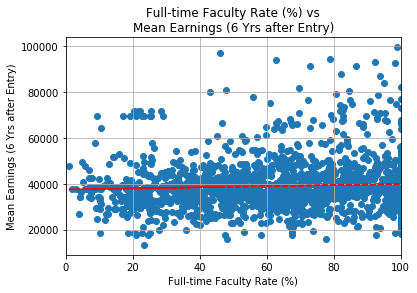 Full-time Faculty Rate (%) vs
Mean Earnings (6 Yrs after Entry)
Mean Earnings (6 Yrs after Entry)
100000
80000
60000
40000
20000
0 20 40 60 80 100
Full-time Faculty Rate (%)